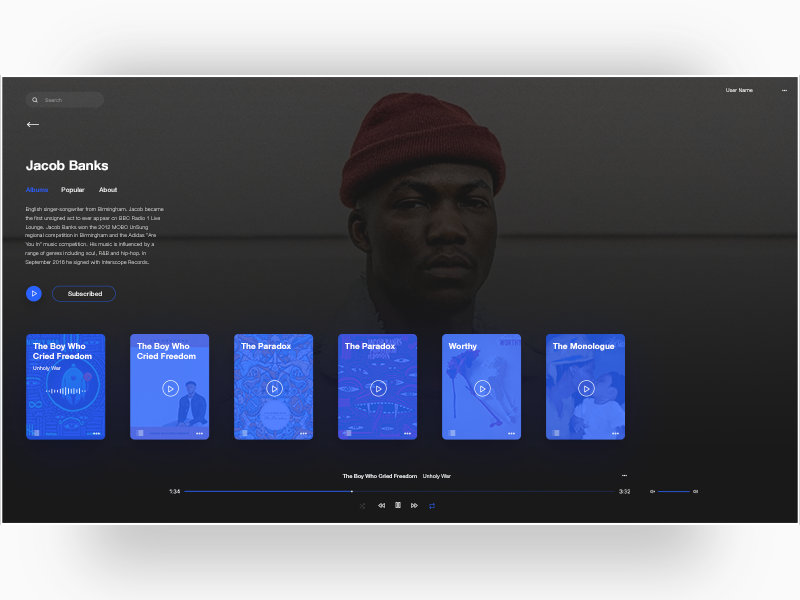 Search
User Name
Jacob Banks
Albums Popular About
English singer-songwriter from Birmingham. Jacob became
the first unsigned act to ever appear on BBC Radio 1 Live
Lounge. Jacob Banks won the 2012 MOBO UnSung
regional competition in Birmingham and the Adidas "Are
You In" music competition. His music is influenced by a
range of genres including soul, R&B and hip-hop. In
September 2016 he signed with Interscope Records.
Subscribed
The Boy Who
Cried Freedom
Unholy War
The Boy Who
Cried Freedom
The Paradox
The Paradox
Worthy
The Monologue
The Boy Who Cried Freedom Unholy War
1:34
3:32